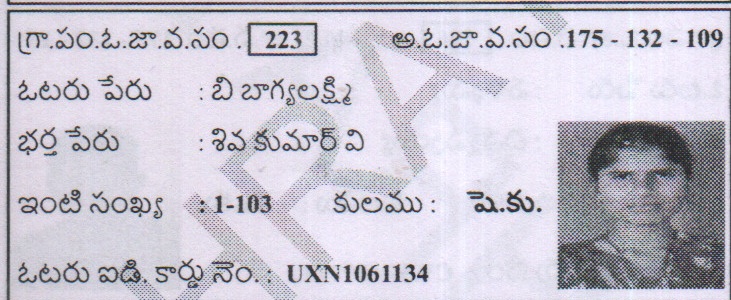 గ్రా.పం.ఓ.జా.వ.సం . 223 అ.ఓ.జా.వ.సం .175 - 132 - 109
ఓటరు పేరు : బి బాగ్యలక్ష్మి
భర్త పేరు : శివ కుమార్ వి
ఇంటి సంఖ్య : 1-103 కులము : షె.కు.
ఓటరు ఐడి. కార్డు నెం. : UXN1061134